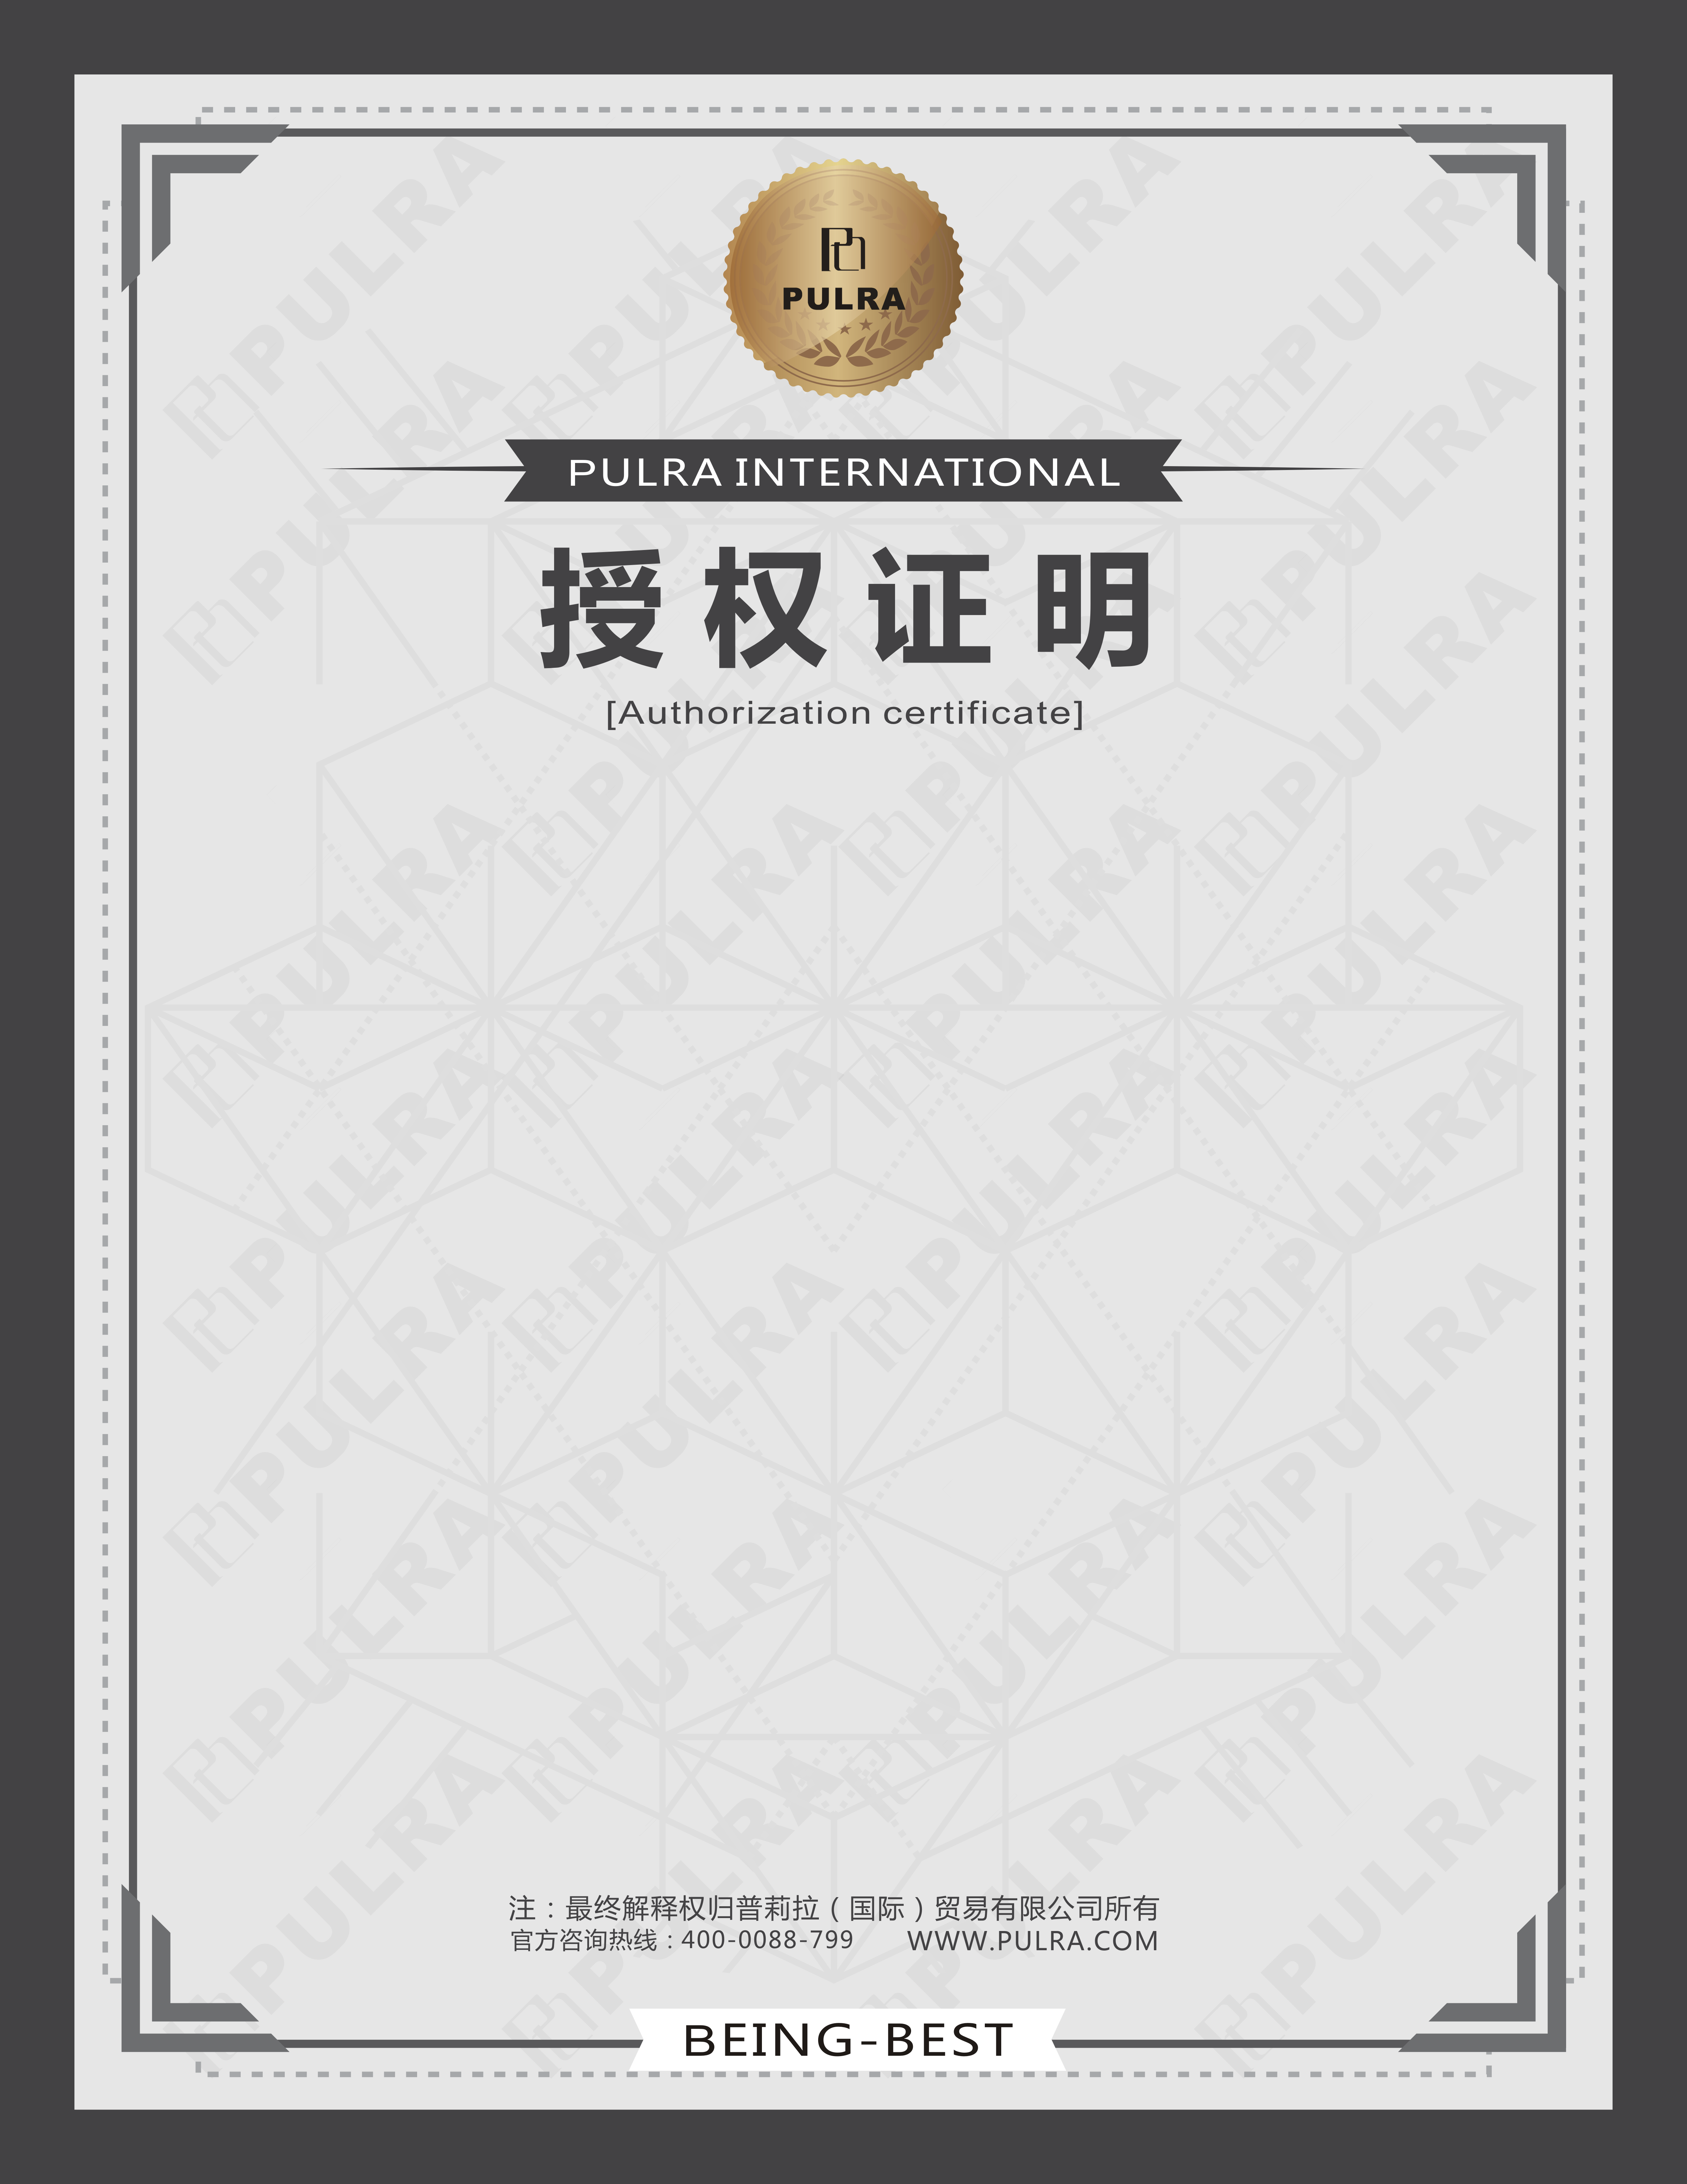 PULRA
PULRA INTERNATIONAL
授权证明
[Authorization certificate]
注：最终解释权归普莉拉（国际）贸易有限公司所有
官方咨询热线：400-0088-799 WWW.PULRA.COM
BEING-BEST